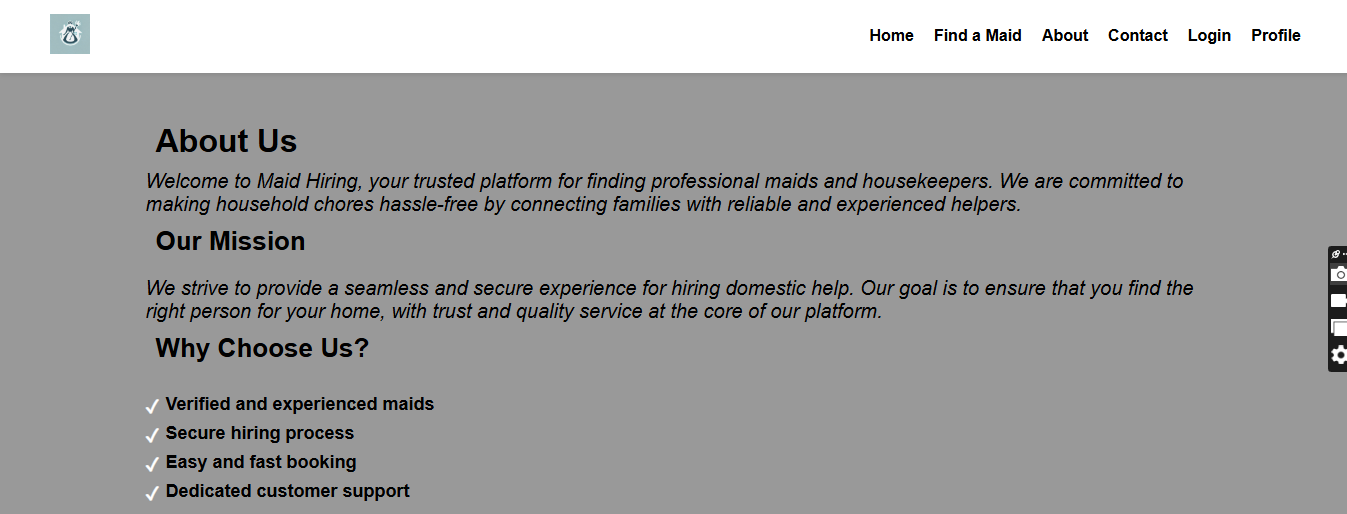 Home Find a Maid About Contact Login Profile
About Us
Welcome to Maid Hiring, your trusted platform for finding professional maids and housekeepers. We are committed to
making household chores hassle-free by connecting families with reliable and experienced helpers.
Our Mission
We strive to provide a seamless and secure experience for hiring domestic help. Our goal is to ensure that you find the
right person for your home, with trust and quality service at the core of our platform.
Why Choose Us?
✓ Verified and experienced maids
✓ Secure hiring process
✓ Easy and fast booking
✓ Dedicated customer support